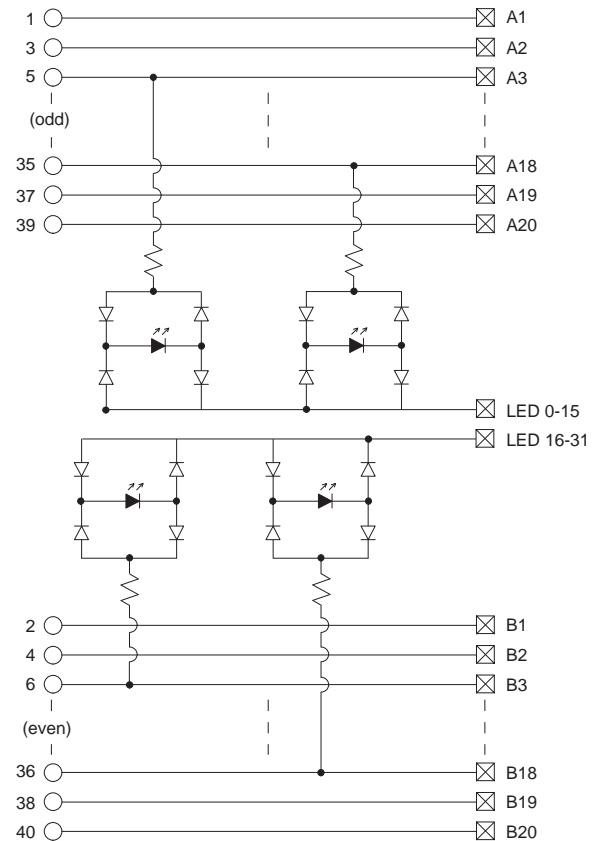 1 A1
3 A2
5 A3
(odd)
35 A18
37 A19
39 A20
LED 0-15
LED 16-31
2 B1
4 B2
6 B3
(even)
36 B18
38 B19
40 B20